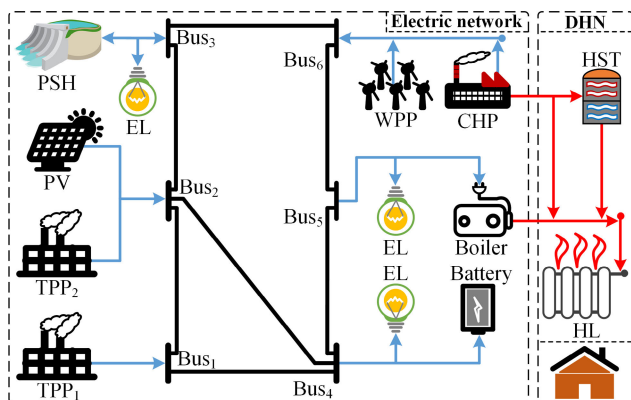 Electric network
DHN
Bus3
Bus6
HST
PSH
EL
WPP
CHP
PV
Bus2
Bus5
EL
Boiler
TPP2
EL
Battery
HL
Bus1
Bus4
TPP1